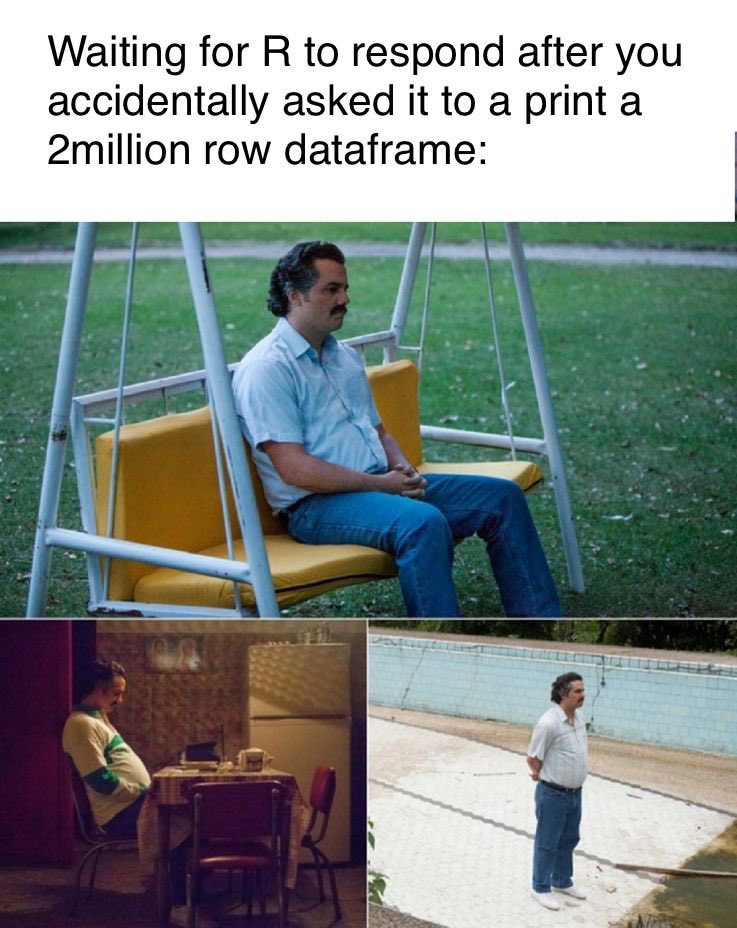 Waiting for R to respond after you
accidentally asked it to a print a
2million row dataframe: